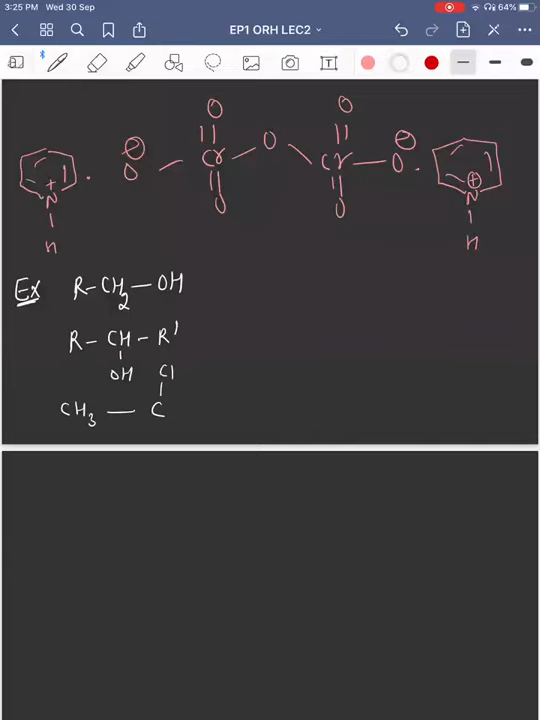 3:25 PM Wed 30 Sep 64%
EP1 ORH LEC2
T
O O
O⊖ Cr O Cr O⊖
N+ O O N⊕
H H
Ex R-CH2-OH
R-CH-R'
OH Cl
CH3-C